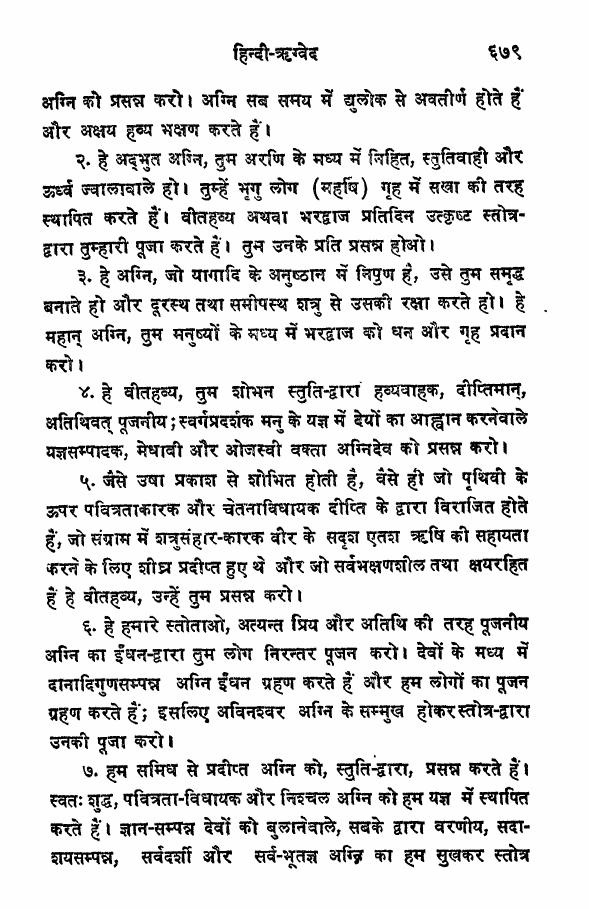 हिन्दी-ऋग्वेद ६७९
अग्नि को प्रसन्न करो। अग्नि सब समय में द्युलोक से अवतीर्ण होते हैं
और अक्षय हव्य भक्षण करते हैं।
२. हे अद्भुत अग्नि, तुम अरणि के मध्य में निहित, स्तुतिवाही और
ऊर्ध्व ज्वालावाले हो। तुम्हें भृगु लोग (महर्षि) गृह में सखा की तरह
स्थापित करते हैं। वीतहव्य अथवा भरद्वाज प्रतिदिन उत्कृष्ट स्तोत्र-
द्वारा तुम्हारी पूजा करते हैं। तुम उनके प्रति प्रसन्न होओ।
३. हे अग्नि, जो यागादि के अनुष्ठान में निपुण है, उसे तुम समृद्ध
बनाते हो और दूरस्थ तथा समीपस्थ शत्रु से उसकी रक्षा करते हो। हे
महान् अग्नि, तुम मनुष्यों के मध्य में भरद्वाज को धन और गृह प्रदान
करो।
४. हे वीतहव्य, तुम शोभन स्तुति-द्वारा हव्यवाहक, दीप्तिमान्,
अतिथिवत् पूजनीय; स्वर्गप्रदर्शक मनु के यज्ञ में देवों का आह्वान करनेवाले
यज्ञसम्पादक, मेधावी और ओजस्वी वक्ता अग्निदेव को प्रसन्न करो।
५. जैसे उषा प्रकाश से शोभित होती है, वैसे ही जो पृथिवी के
ऊपर पवित्रताकारक और चेतनाविधायक दीप्ति के द्वारा विराजित होते
हैं, जो संग्राम में शत्रुसंहार-कारक वीर के सदृश एतश ऋषि की सहायता
करने के लिए शीघ्र प्रदीप्त हुए थे और जो सर्वभक्षणशील तथा क्षयरहित
हैं हे वीतहव्य, उन्हें तुम प्रसन्न करो।
६. हे हमारे स्तोताओ, अत्यन्त प्रिय और अतिथि की तरह पूजनीय
अग्नि का ईंधन-द्वारा तुम लोग निरन्तर पूजन करो। देवों के मध्य में
दानादिगुणसम्पन्न अग्नि ईंधन ग्रहण करते हैं और हम लोगों का पूजन
ग्रहण करते हैं; इसलिए अविनश्वर अग्नि के सम्मुख होकर स्तोत्र-द्वारा
उनकी पूजा करो।
७. हम समिध से प्रदीप्त अग्नि को, स्तुति-द्वारा, प्रसन्न करते हैं।
स्वतः शुद्ध, पवित्रता-विधायक और निश्चल अग्नि को हम यज्ञ में स्थापित
करते हैं। ज्ञान-सम्पन्न देवों को बुलानेवाले, सबके द्वारा वरणीय, सदा-
शयसम्पन्न, सर्वदर्शी और सर्व-भूतज्ञ अग्नि का हम सुखकर स्तोत्र